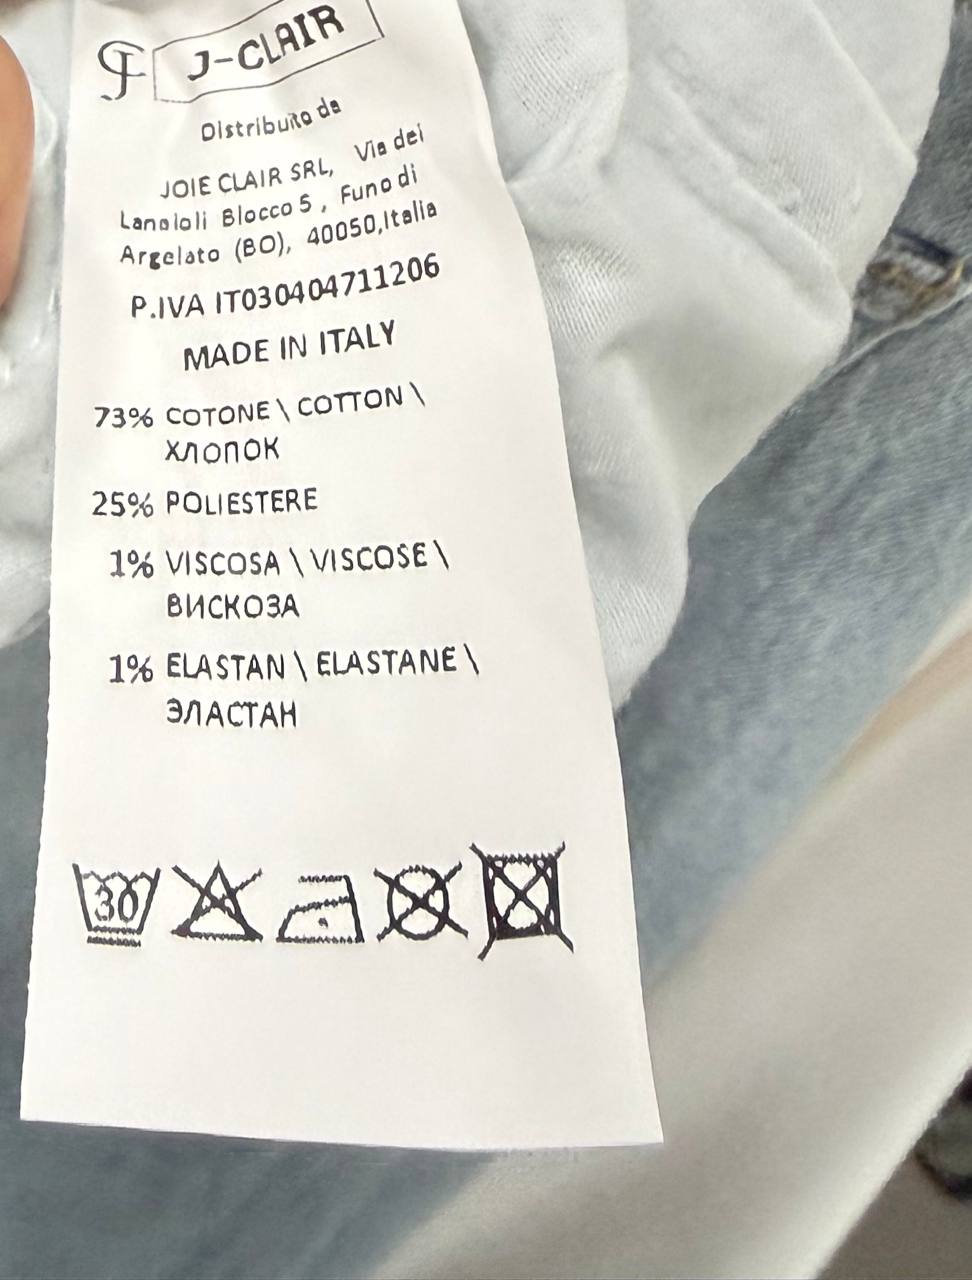 J-CLAIR
Distribuito da
JOIE CLAIR SRL, Via dei
Lanaioli Blocco 5 , Funo di
Argelato (BO), 40050,Italia
P.IVA IT030404711206
MADE IN ITALY
73% COTONE \ COTTON \
ХЛОПОК
25% POLIESTERE
1% VISCOSA \ VISCOSE \
ВИСКОЗА
1% ELASTAN \ ELASTANE \
ЭЛАСТАН
30